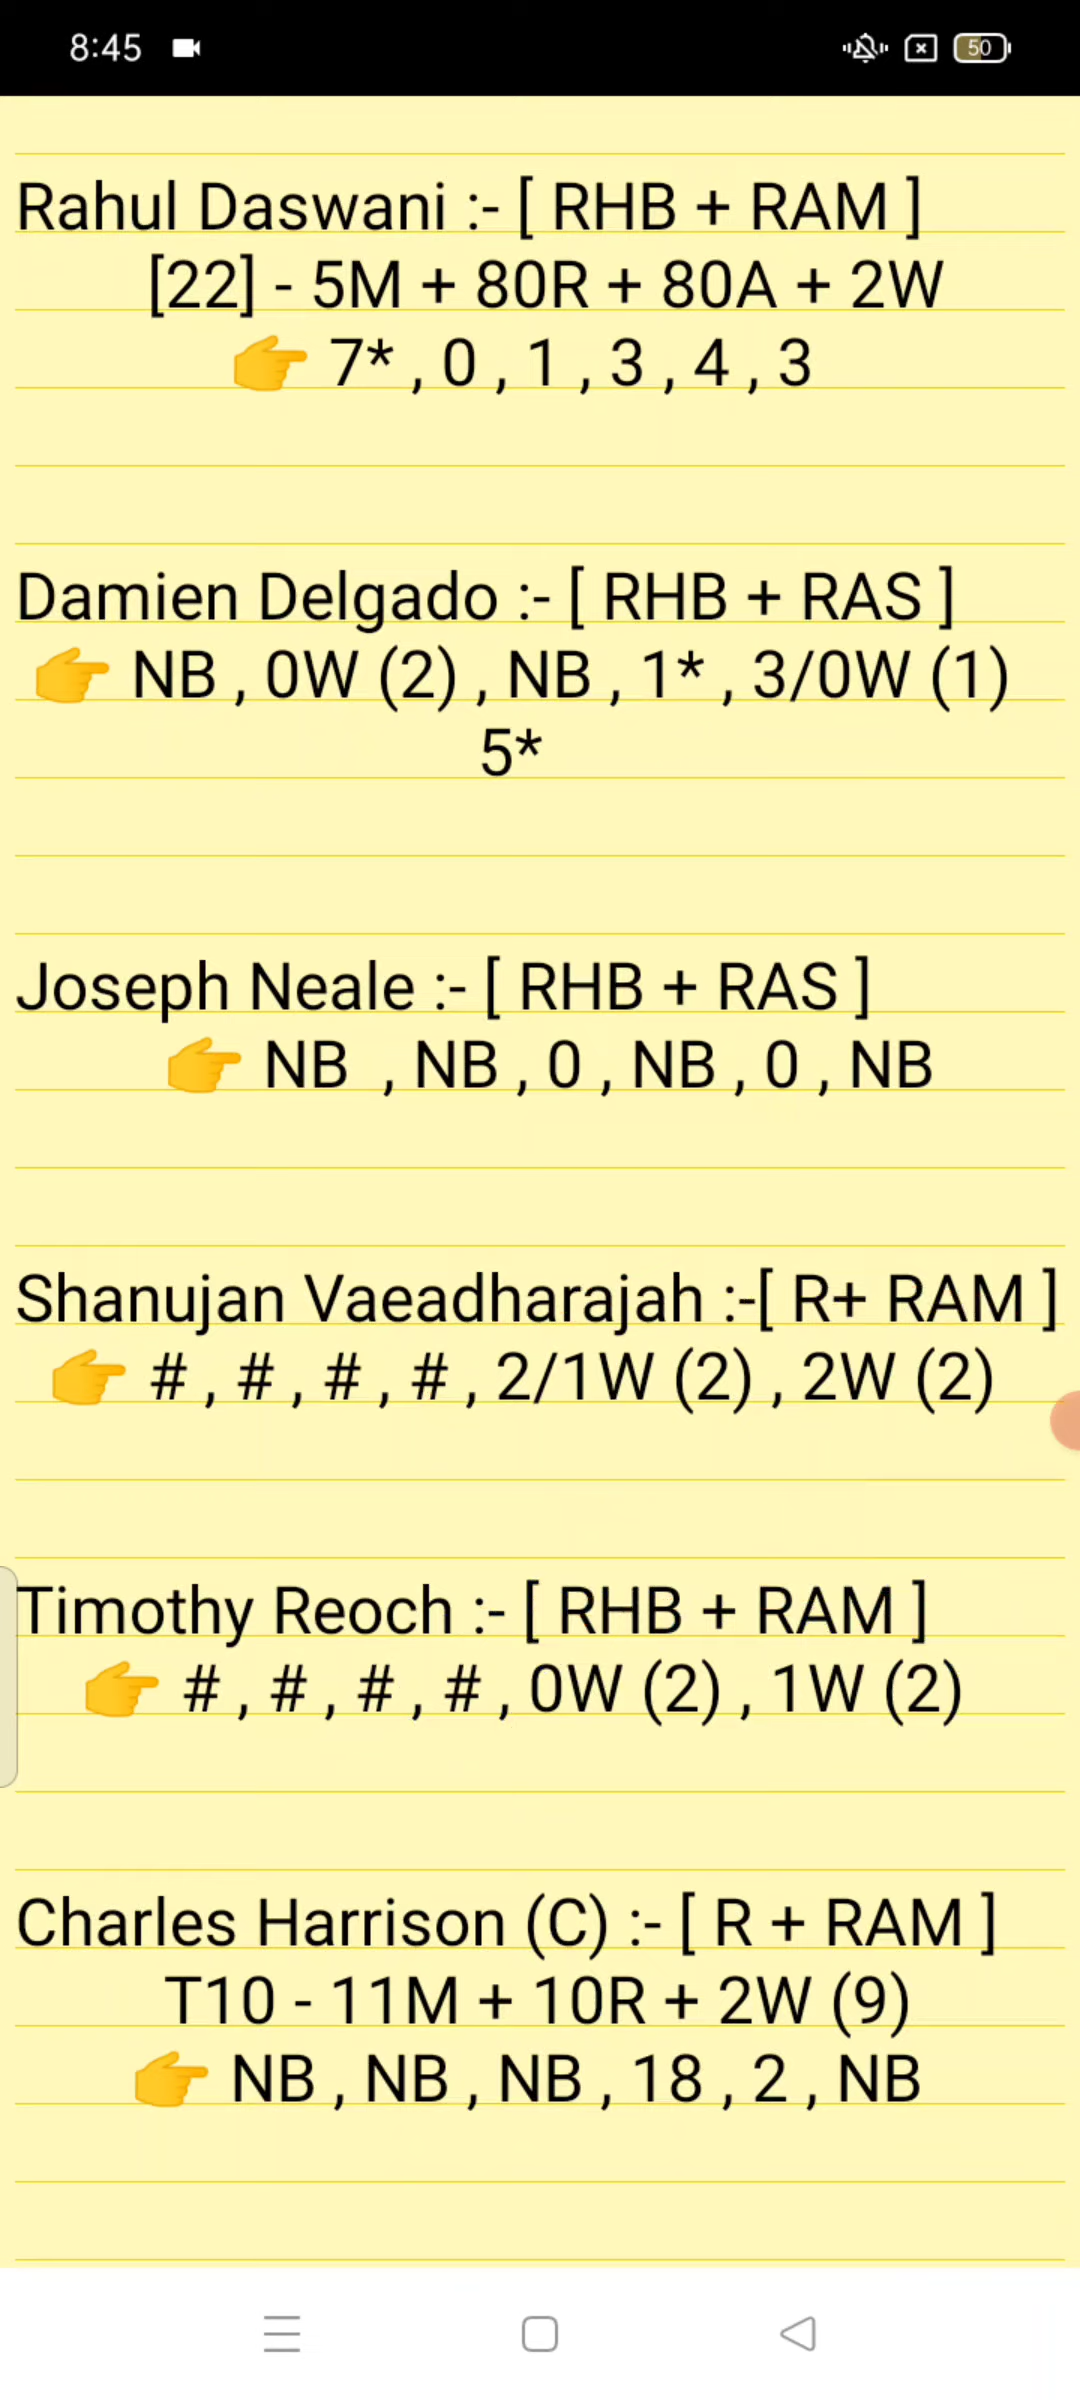 8:45
50
Rahul Daswani :- [ RHB + RAM ]
[22] - 5M + 80R + 80A + 2W
👉 7* , 0 , 1 , 3 , 4 , 3
Damien Delgado :- [ RHB + RAS ]
👉 NB , 0W (2) , NB , 1* , 3/0W (1)
5*
Joseph Neale :- [ RHB + RAS ]
👉 NB , NB , 0 , NB , 0 , NB
Shanujan Vaeadharajah :-[ R+ RAM ]
👉 # , # , # , # , 2/1W (2) , 2W (2)
Timothy Reoch :- [ RHB + RAM ]
👉 # , # , # , # , 0W (2) , 1W (2)
Charles Harrison (C) :- [ R + RAM ]
T10 - 11M + 10R + 2W (9)
👉 NB , NB , NB , 18 , 2 , NB